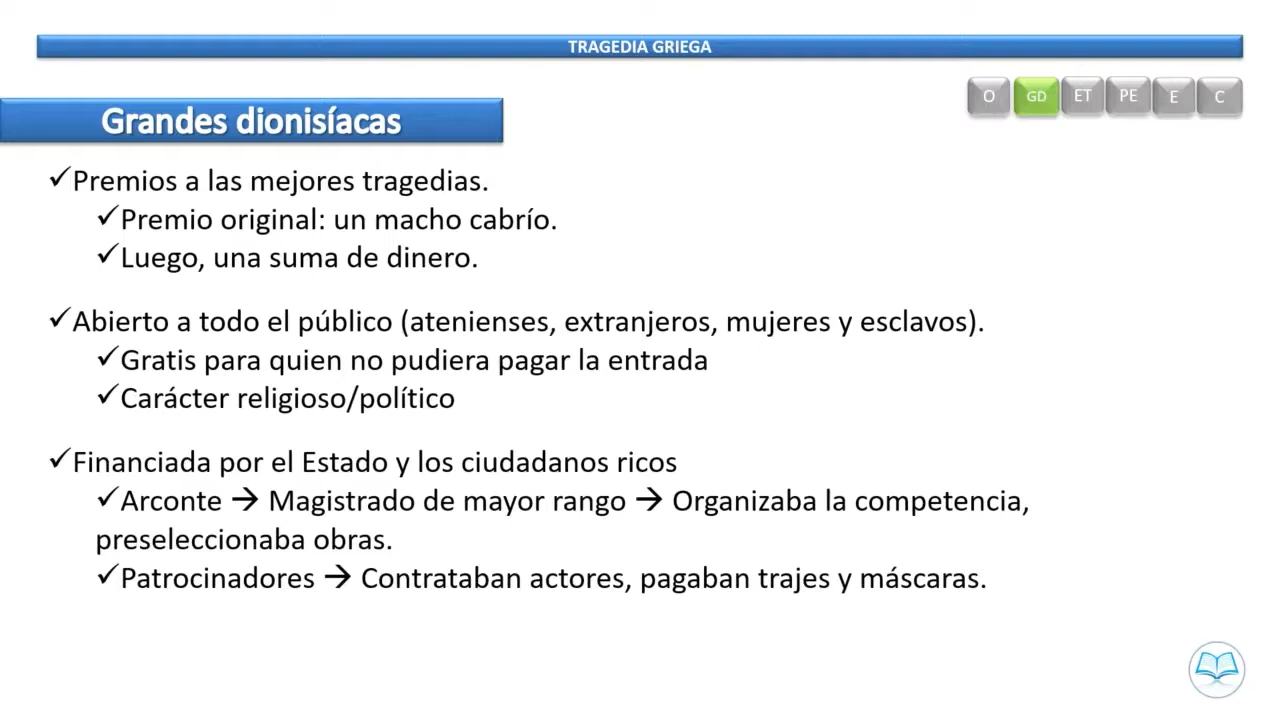 TRAGEDIA GRIEGA
O GD ET PE E C
Grandes dionisíacas
✓Premios a las mejores tragedias.
✓Premio original: un macho cabrío.
✓Luego, una suma de dinero.
✓Abierto a todo el público (atenienses, extranjeros, mujeres y esclavos).
✓Gratis para quien no pudiera pagar la entrada
✓Carácter religioso/político
✓Financiada por el Estado y los ciudadanos ricos
✓Arconte → Magistrado de mayor rango → Organizaba la competencia,
preseleccionaba obras.
✓Patrocinadores → Contrataban actores, pagaban trajes y máscaras.